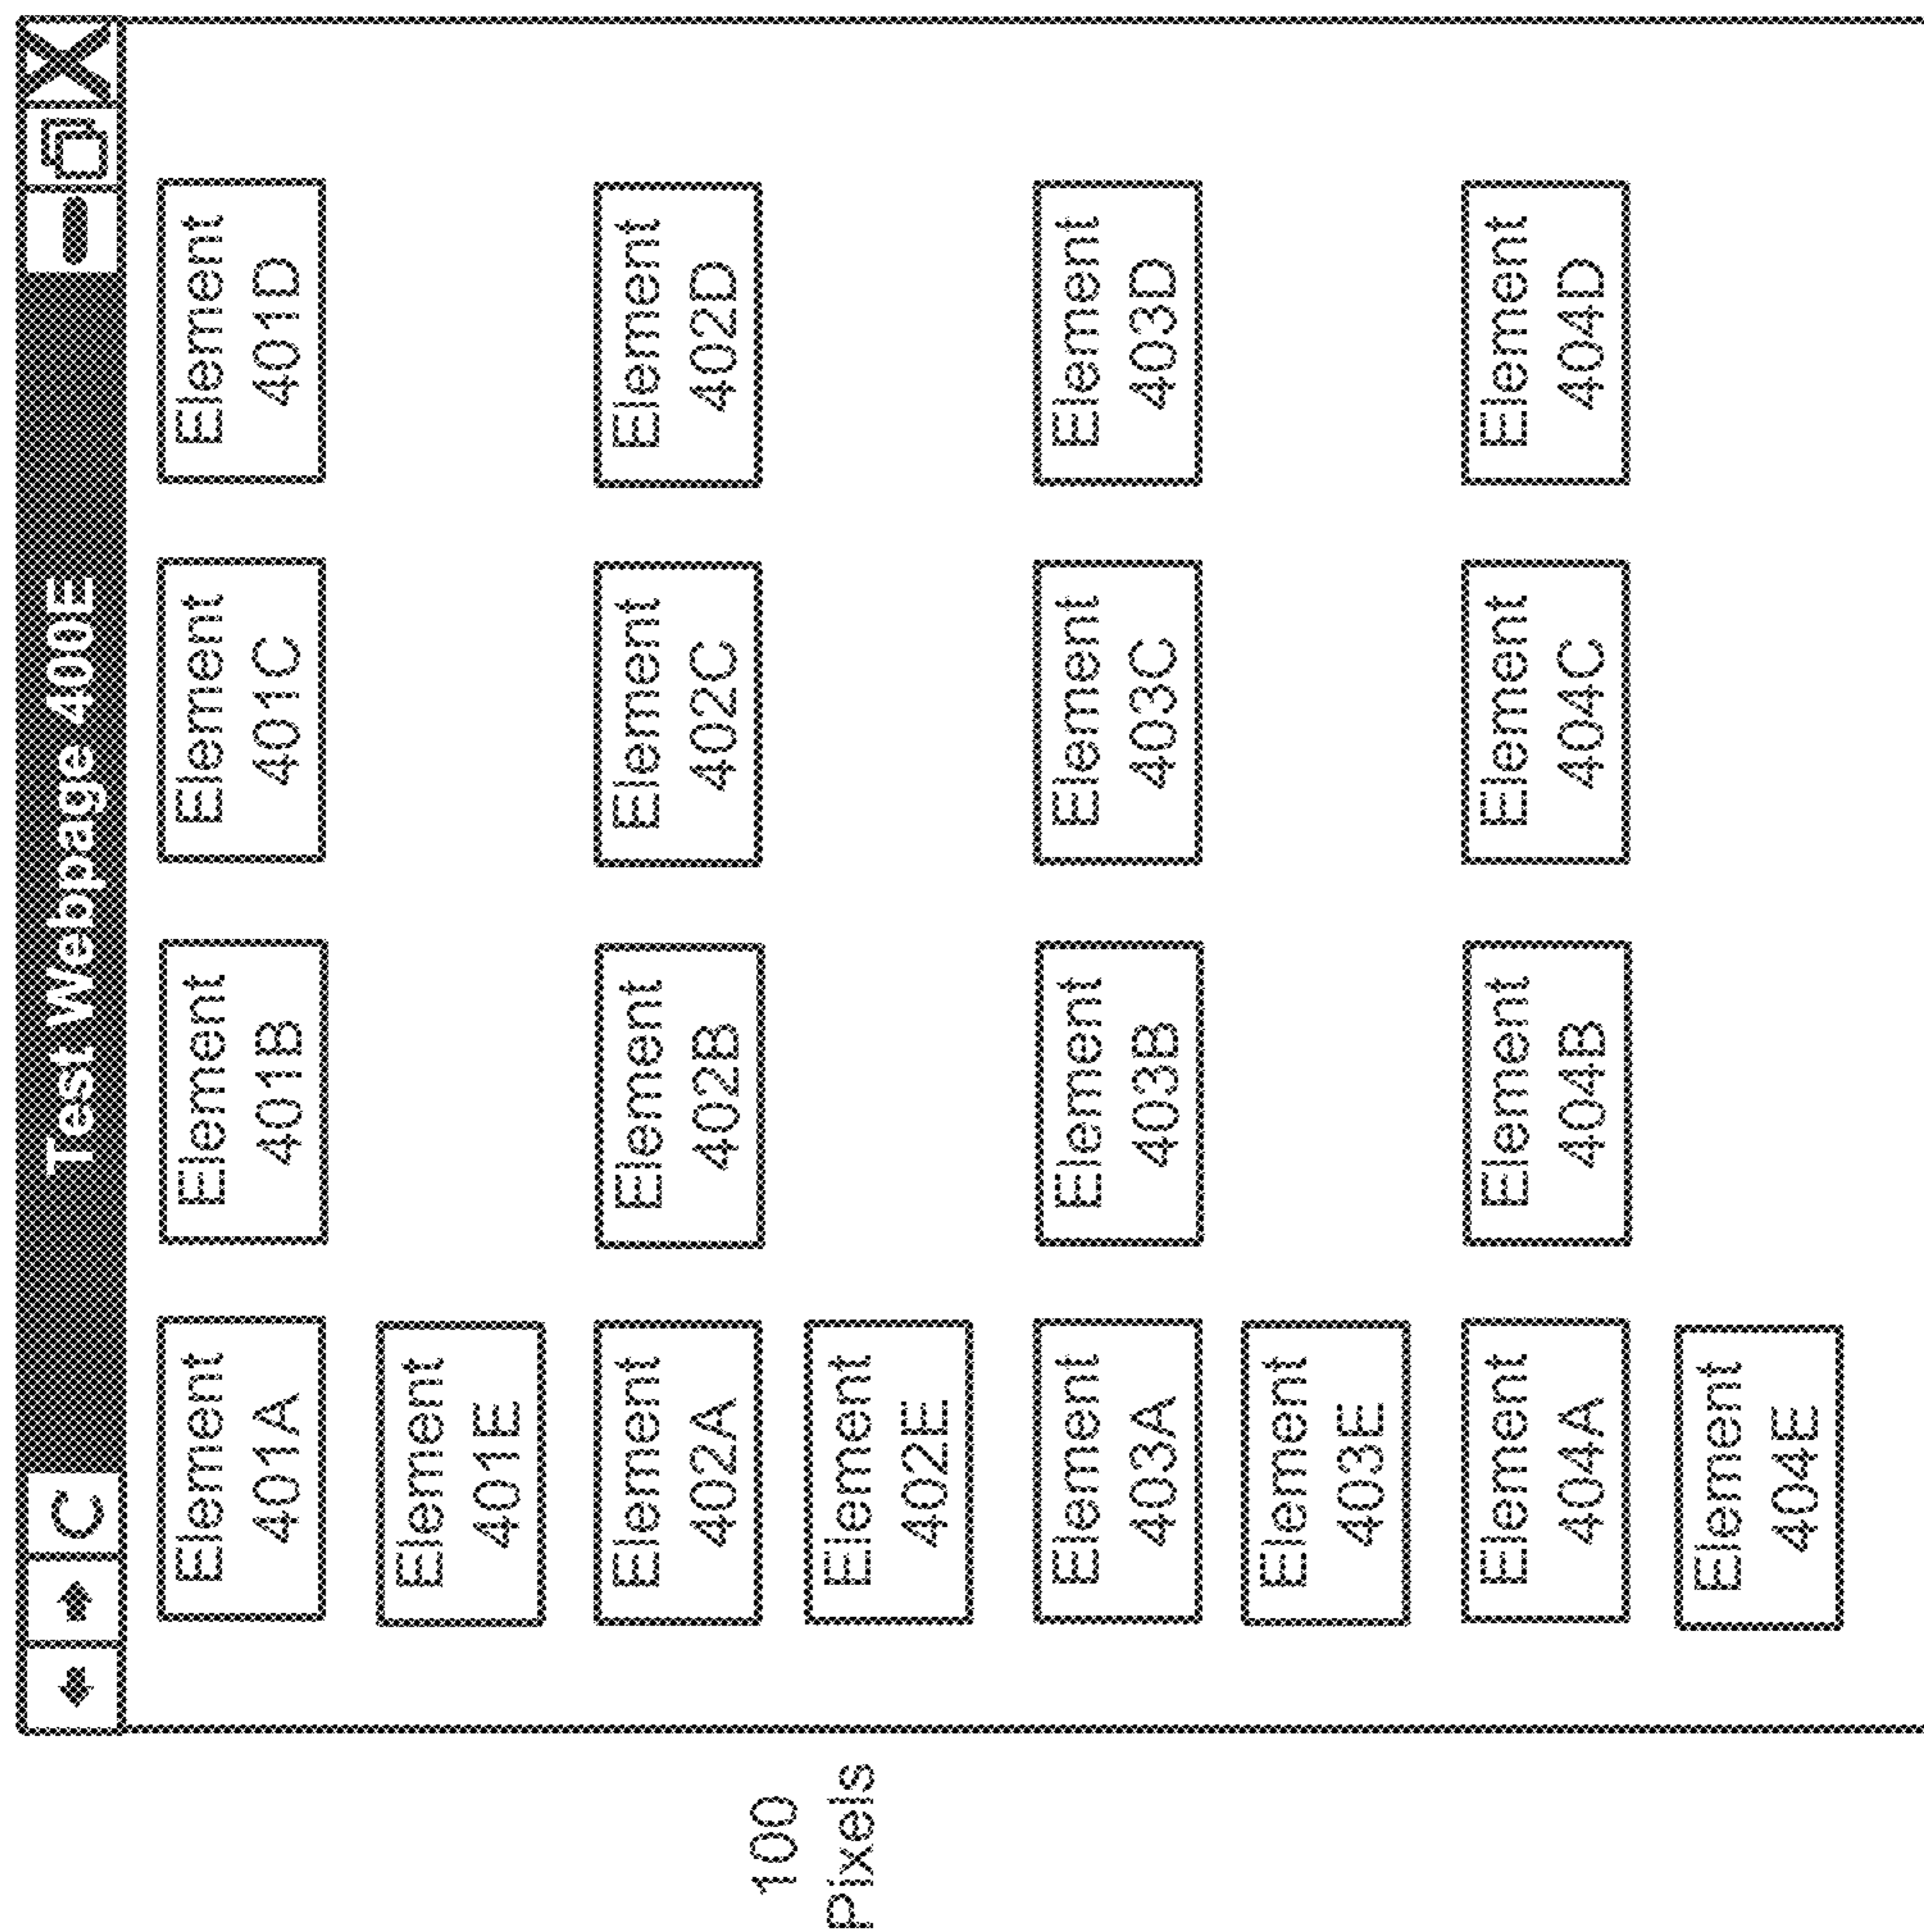 C
Test Webpage 400E
X
Element
401A
Element
401B
Element
401C
Element
401D
Element
401E
Element
402A
Element
402B
Element
402C
Element
402D
Element
402E
Element
403A
Element
403B
Element
403C
Element
403D
Element
403E
Element
404A
Element
404B
Element
404C
Element
404D
Element
404E
100
Pixels